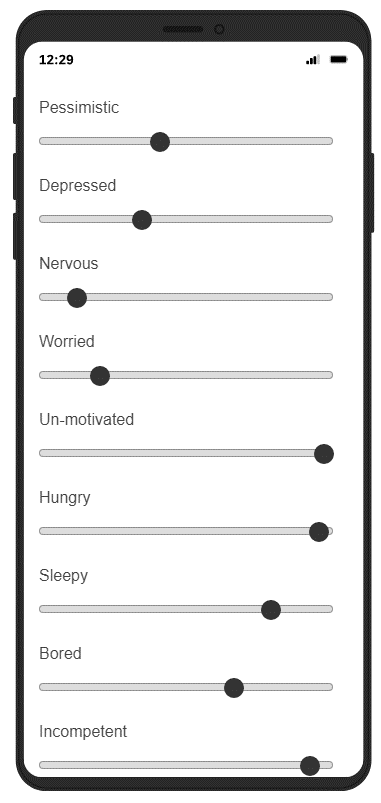 12:29
Pessimistic
Depressed
Nervous
Worried
Un-motivated
Hungry
Sleepy
Bored
Incompetent